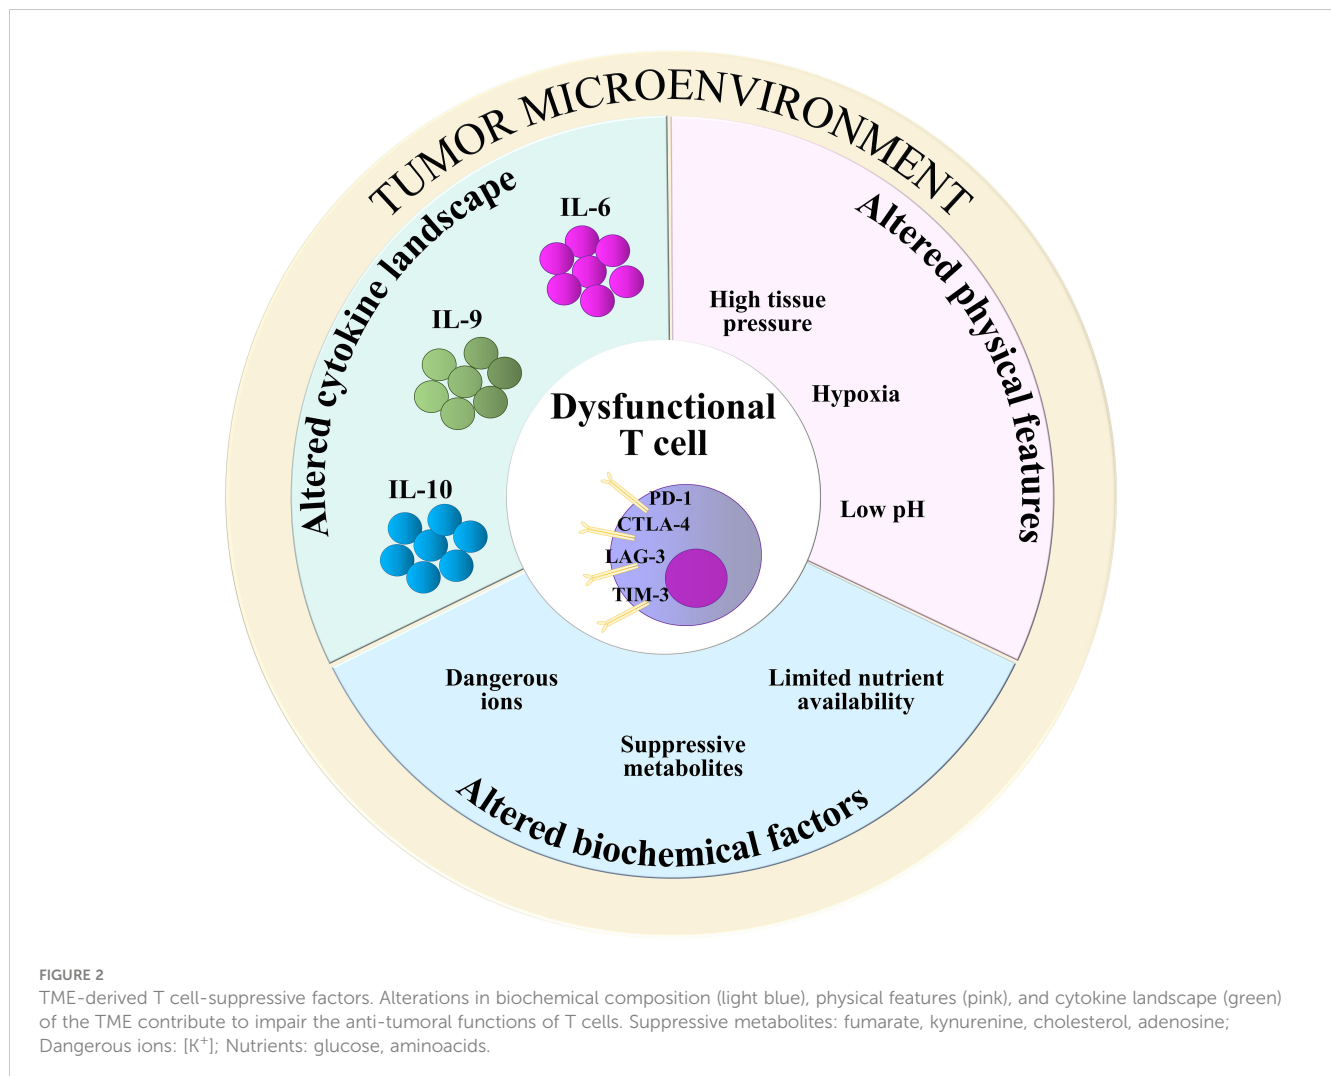 TUMOR MICROENVIRONMENT
Altered cytokine landscape
IL-6
IL-9
IL-10
Altered physical features
High tissue
pressure
Hypoxia
Low pH
Dysfunctional
T cell
PD-1
CTLA-4
LAG-3
TIM-3
Dangerous
ions
Suppressive
metabolites
Limited nutrient
availability
Altered biochemical factors
FIGURE 2
TME-derived T cell-suppressive factors. Alterations in biochemical composition (light blue), physical features (pink), and cytokine landscape (green)
of the TME contribute to impair the anti-tumoral functions of T cells. Suppressive metabolites: fumarate, kynurenine, cholesterol, adenosine;
Dangerous ions: [K⁺]; Nutrients: glucose, aminoacids.